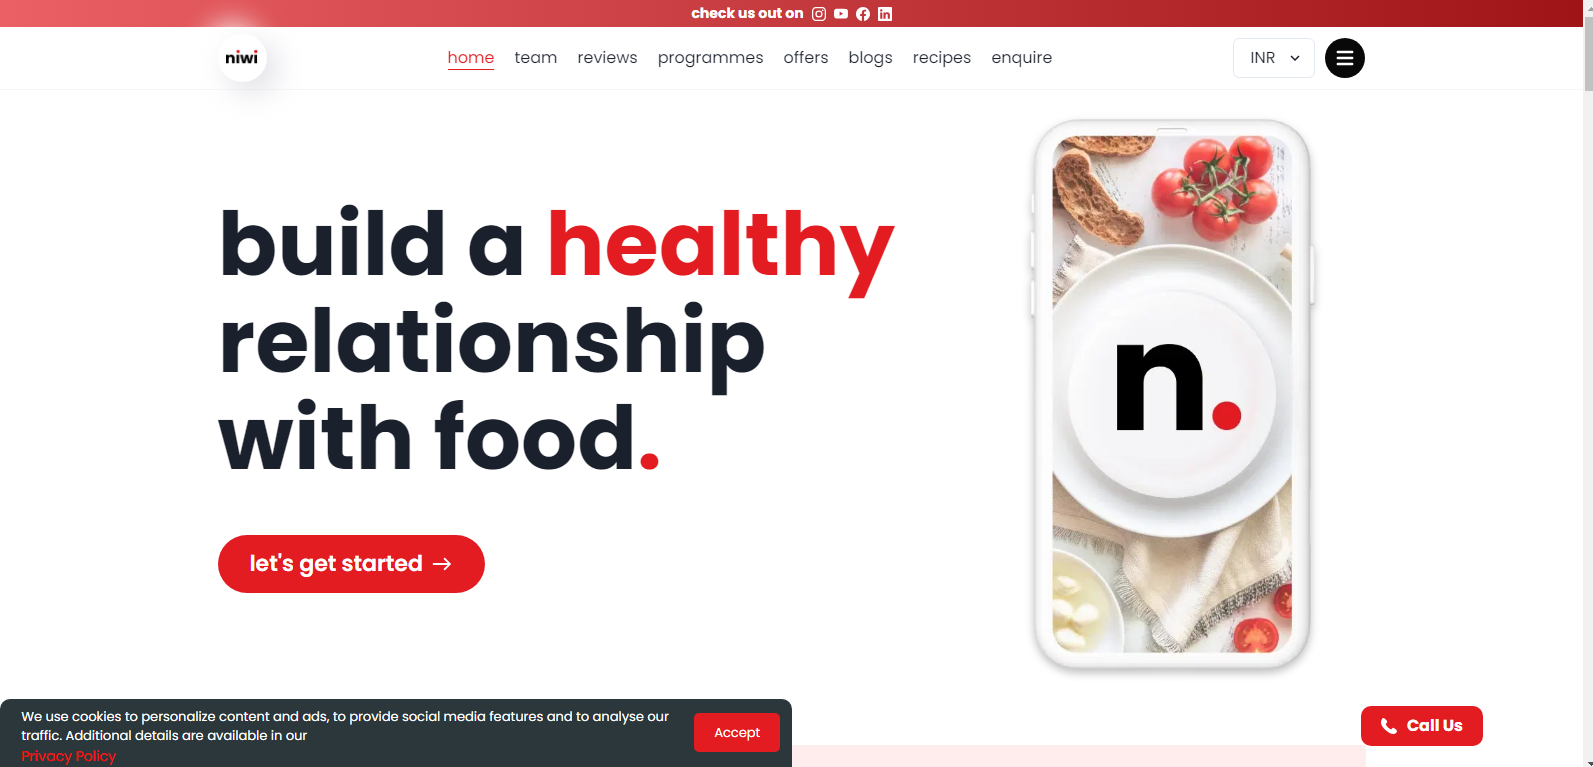 check us out on
niwi
home team reviews programmes offers blogs recipes enquire
INR
build a healthy
relationship
with food.
let's get started →
n.
We use cookies to personalize content and ads, to provide social media features and to analyse our
traffic. Additional details are available in our
Privacy Policy
Accept
Call Us